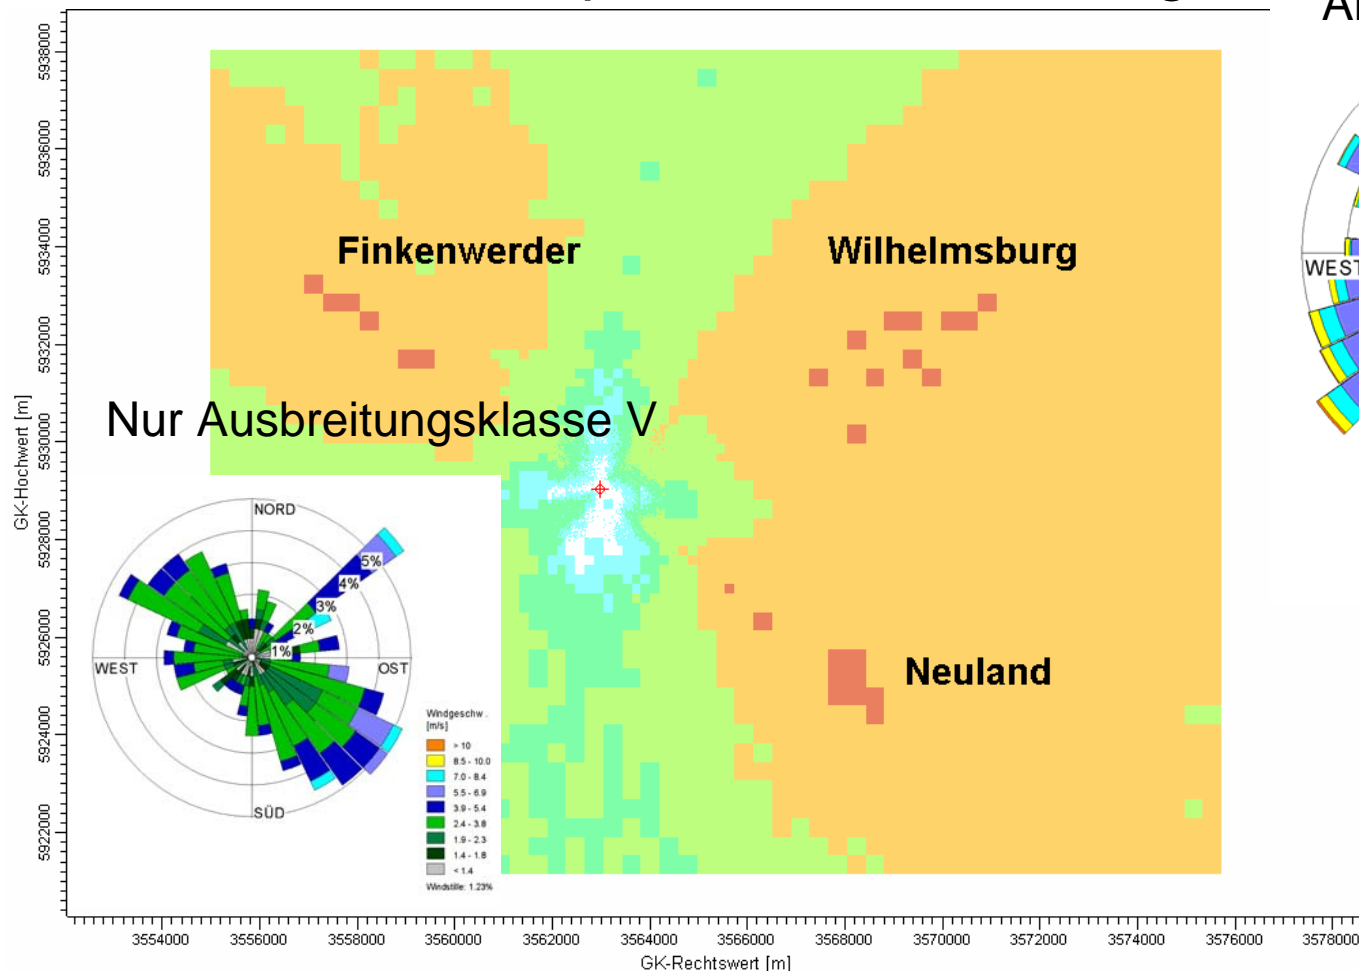 5938000
5936000
5934000
5932000
5930000
5928000
5926000
5924000
5922000
GK-Hochwert [m]
Finkenwerder
Wilhelmsburg
Nur Ausbreitungsklasse V
Neuland
NORD
WEST
OST
SÜD
5%
4%
3%
2%
1%
Windgeschw.
[m/s]
> 10
8.5 - 10.0
7.0 - 8.4
5.5 - 6.9
3.9 - 5.4
2.4 - 3.8
1.9 - 2.3
1.4 - 1.8
< 1.4
Windstille: 1.23%
WEST
3554000
3556000
3558000
3560000
3562000
3564000
3566000
3568000
3570000
3572000
3574000
3576000
3578000
GK-Rechtswert [m]